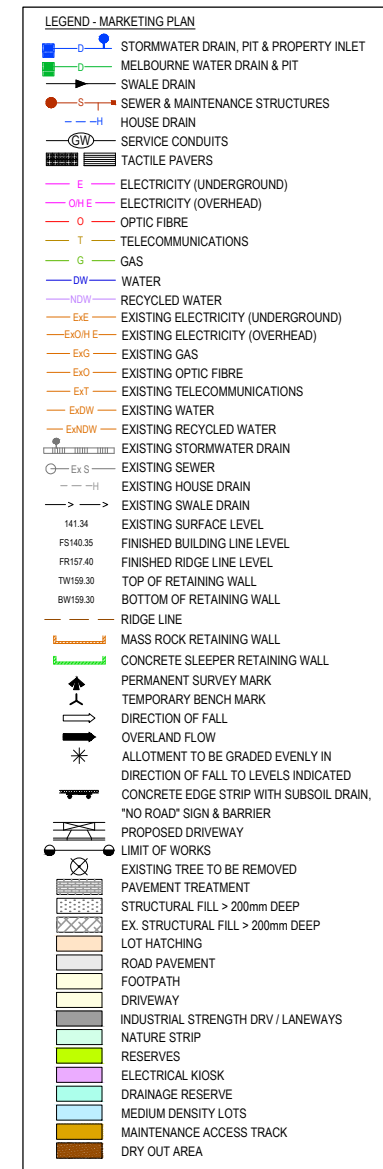 LEGEND - MARKETING PLAN
D STORMWATER DRAIN, PIT & PROPERTY INLET
D MELBOURNE WATER DRAIN & PIT
SWALE DRAIN
S SEWER & MAINTENANCE STRUCTURES
H HOUSE DRAIN
GW SERVICE CONDUITS
TACTILE PAVERS
E ELECTRICITY (UNDERGROUND)
O/H E ELECTRICITY (OVERHEAD)
O OPTIC FIBRE
T TELECOMMUNICATIONS
G GAS
DW WATER
NDW RECYCLED WATER
ExE EXISTING ELECTRICITY (UNDERGROUND)
ExO/H E EXISTING ELECTRICITY (OVERHEAD)
ExG EXISTING GAS
ExO EXISTING OPTIC FIBRE
ExT EXISTING TELECOMMUNICATIONS
ExDW EXISTING WATER
ExNDW EXISTING RECYCLED WATER
EXISTING STORMWATER DRAIN
Ex S EXISTING SEWER
H EXISTING HOUSE DRAIN
EXISTING SWALE DRAIN
141.34 EXISTING SURFACE LEVEL
FS140.35 FINISHED BUILDING LINE LEVEL
FR157.40 FINISHED RIDGE LINE LEVEL
TW159.30 TOP OF RETAINING WALL
BW159.30 BOTTOM OF RETAINING WALL
RIDGE LINE
MASS ROCK RETAINING WALL
CONCRETE SLEEPER RETAINING WALL
PERMANENT SURVEY MARK
TEMPORARY BENCH MARK
DIRECTION OF FALL
OVERLAND FLOW
ALLOTMENT TO BE GRADED EVENLY IN
DIRECTION OF FALL TO LEVELS INDICATED
CONCRETE EDGE STRIP WITH SUBSOIL DRAIN,
"NO ROAD" SIGN & BARRIER
PROPOSED DRIVEWAY
LIMIT OF WORKS
EXISTING TREE TO BE REMOVED
PAVEMENT TREATMENT
STRUCTURAL FILL > 200mm DEEP
EX. STRUCTURAL FILL > 200mm DEEP
LOT HATCHING
ROAD PAVEMENT
FOOTPATH
DRIVEWAY
INDUSTRIAL STRENGTH DRV / LANEWAYS
NATURE STRIP
RESERVES
ELECTRICAL KIOSK
DRAINAGE RESERVE
MEDIUM DENSITY LOTS
MAINTENANCE ACCESS TRACK
DRY OUT AREA